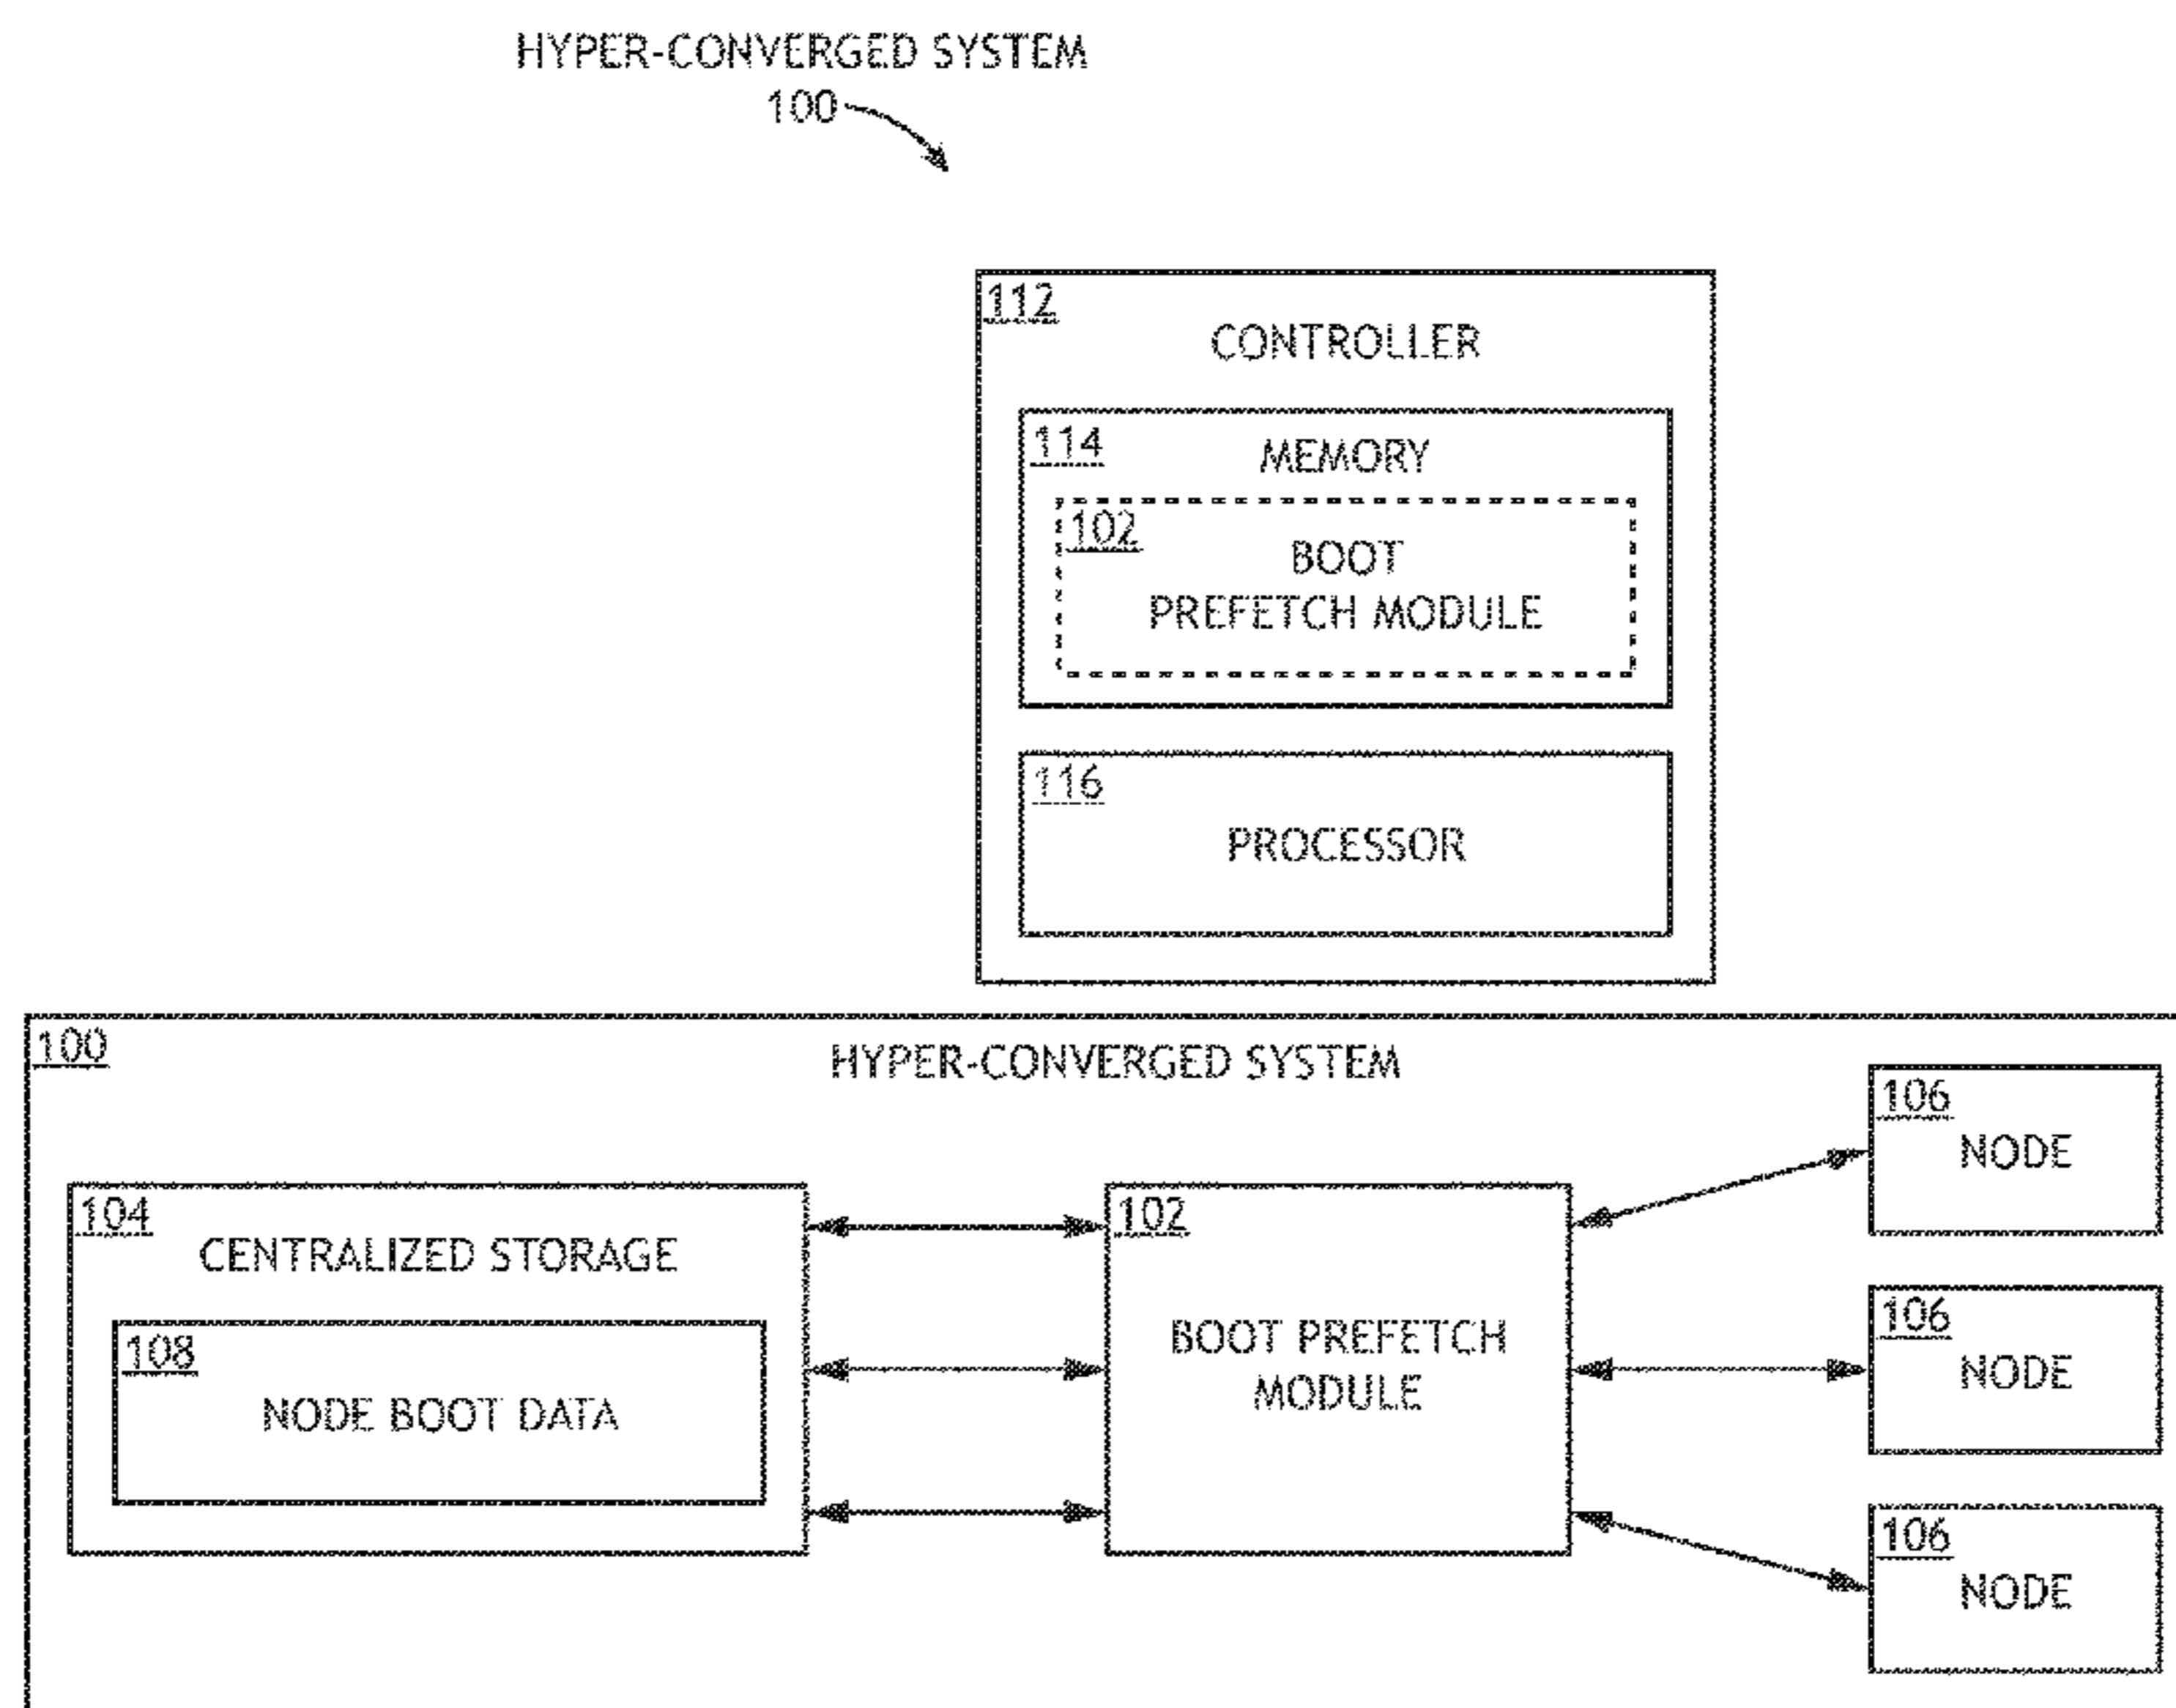 HYPER-CONVERGED SYSTEM
100
112
CONTROLLER
114
MEMORY
102
BOOT
PREFETCH MODULE
116
PROCESSOR
100
HYPER-CONVERGED SYSTEM
104
CENTRALIZED STORAGE
108
NODE BOOT DATA
102
BOOT PREFETCH
MODULE
106
NODE
106
NODE
106
NODE